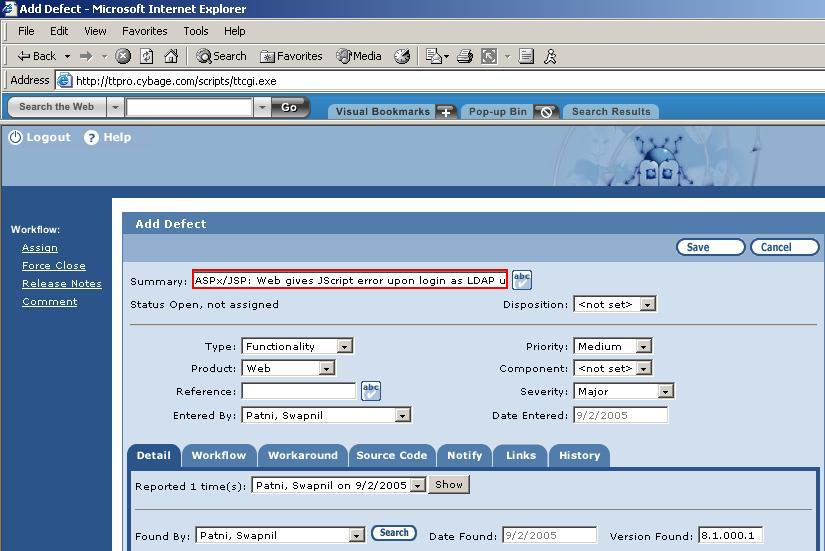 Add Defect - Microsoft Internet Explorer
File Edit View Favorites Tools Help
Back Search Favorites Media
Address http://ttpro.cybage.com/scripts/ttcgi.exe
Search the Web Go Visual Bookmarks Pop-up Bin Search Results
Logout ? Help
Workflow:
Assign
Force Close
Release Notes
Comment
Add Defect
Save Cancel
Summary: ASPx/JSP: Web gives JScript error upon login as LDAP u abc
Status Open, not assigned Disposition: <not set>
Type: Functionality Priority: Medium
Product: Web Component: <not set>
Reference: abc Severity: Major
Entered By: Patni, Swapnil Date Entered: 9/2/2005
Detail Workflow Workaround Source Code Notify Links History
Reported 1 time(s): Patni, Swapnil on 9/2/2005 Show
Found By: Patni, Swapnil Search Date Found: 9/2/2005 Version Found: 8.1.000.1